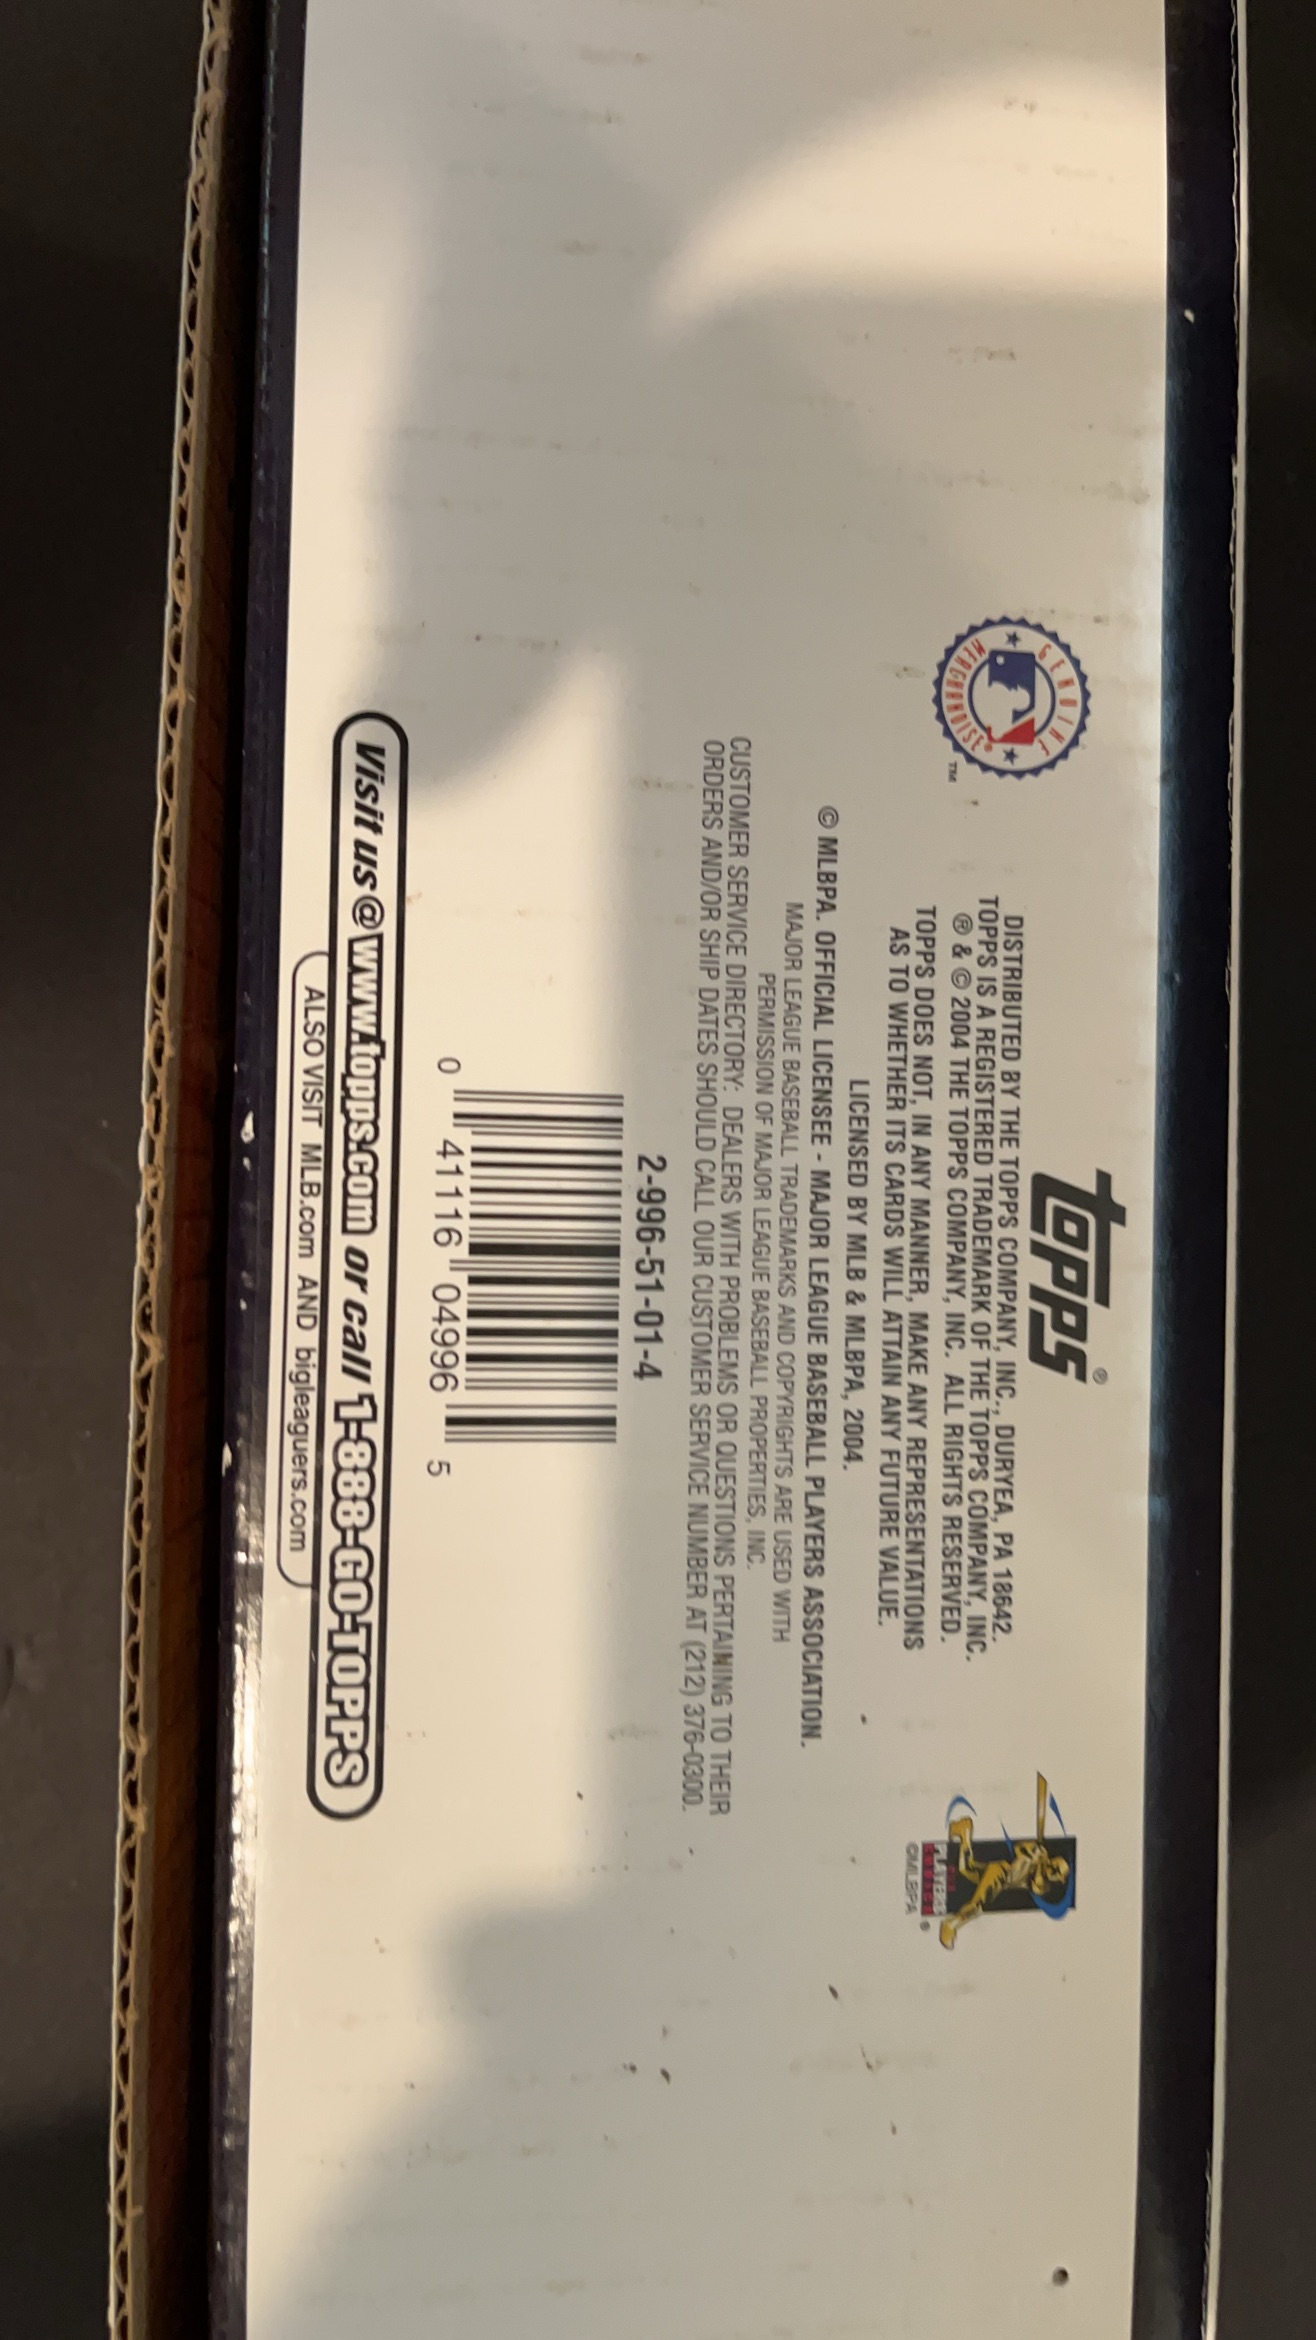 topps®
GENUINE MERCHANDISE®
TM
DISTRIBUTED BY THE TOPPS COMPANY, INC., DURYEA, PA 18642.
TOPPS IS A REGISTERED TRADEMARK OF THE TOPPS COMPANY, INC.
® & © 2004 THE TOPPS COMPANY, INC. ALL RIGHTS RESERVED.
TOPPS DOES NOT, IN ANY MANNER, MAKE ANY REPRESENTATIONS
AS TO WHETHER ITS CARDS WILL ATTAIN ANY FUTURE VALUE.
PLAYERS CHOICE ®
©MLBPA
LICENSED BY MLB & MLBPA, 2004.
© MLBPA. OFFICIAL LICENSEE - MAJOR LEAGUE BASEBALL PLAYERS ASSOCIATION.
MAJOR LEAGUE BASEBALL TRADEMARKS AND COPYRIGHTS ARE USED WITH
PERMISSION OF MAJOR LEAGUE BASEBALL PROPERTIES, INC.
CUSTOMER SERVICE DIRECTORY: DEALERS WITH PROBLEMS OR QUESTIONS PERTAINING TO THEIR
ORDERS AND/OR SHIP DATES SHOULD CALL OUR CUSTOMER SERVICE NUMBER AT (212) 376-0300.
2-996-51-01-4
0 41116 04996 5
Visit us @ www.topps.com or call 1-888-GO-TOPPS
ALSO VISIT MLB.com AND bigleaguers.com